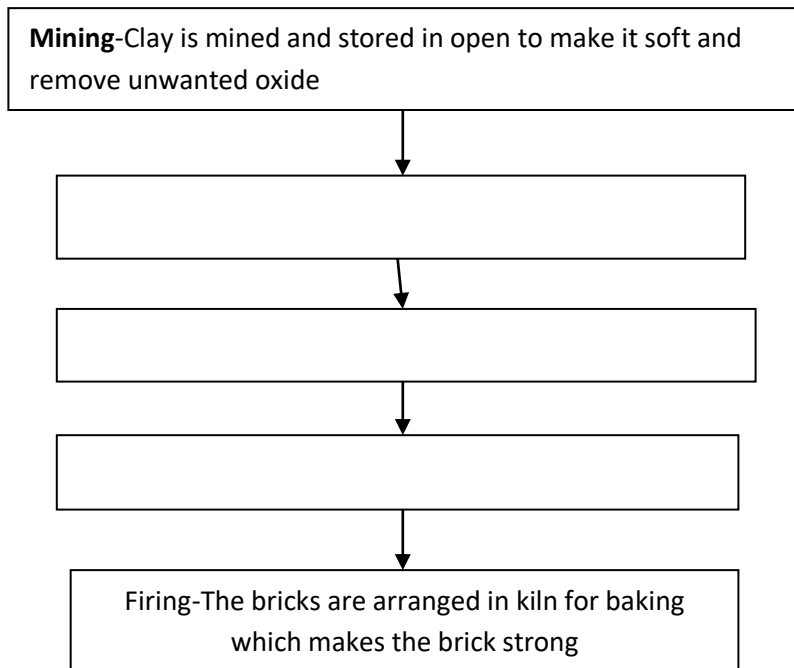 Mining-Clay is mined and stored in open to make it soft and
remove unwanted oxide
Firing-The bricks are arranged in kiln for baking
which makes the brick strong